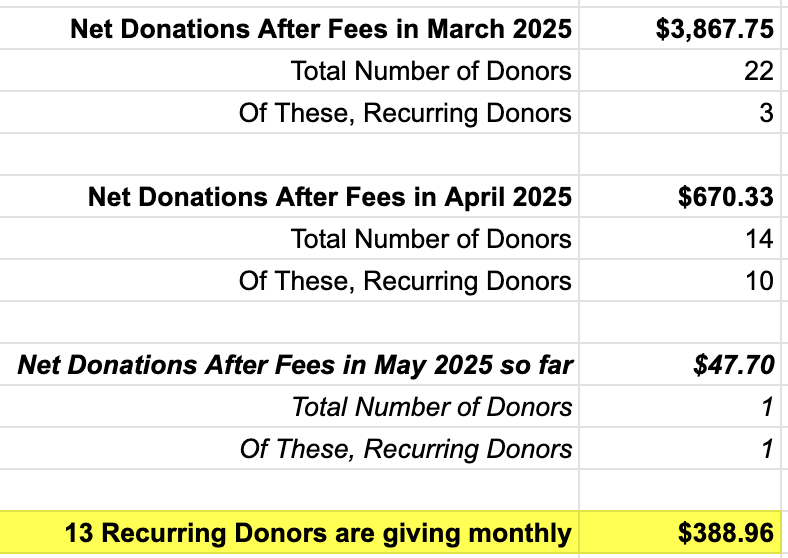 Net Donations After Fees in March 2025 $3,867.75
Total Number of Donors 22
Of These, Recurring Donors 3
Net Donations After Fees in April 2025 $670.33
Total Number of Donors 14
Of These, Recurring Donors 10
Net Donations After Fees in May 2025 so far $47.70
Total Number of Donors 1
Of These, Recurring Donors 1
13 Recurring Donors are giving monthly $388.96